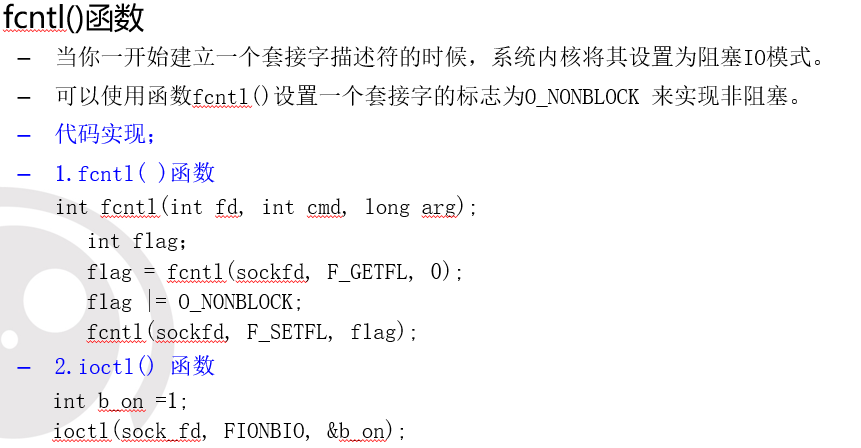 fcntl()函数
– 当你一开始建立一个套接字描述符的时候，系统内核将其设置为阻塞IO模式。
– 可以使用函数fcntl()设置一个套接字的标志为O_NONBLOCK 来实现非阻塞。
– 代码实现；
– 1.fcntl( )函数
int fcntl(int fd, int cmd, long arg);
int flag；
flag = fcntl(sockfd, F_GETFL, 0);
flag |= O_NONBLOCK;
fcntl(sockfd, F_SETFL, flag);
– 2.ioctl() 函数
int b_on =1;
ioctl(sock_fd, FIONBIO, &b_on);